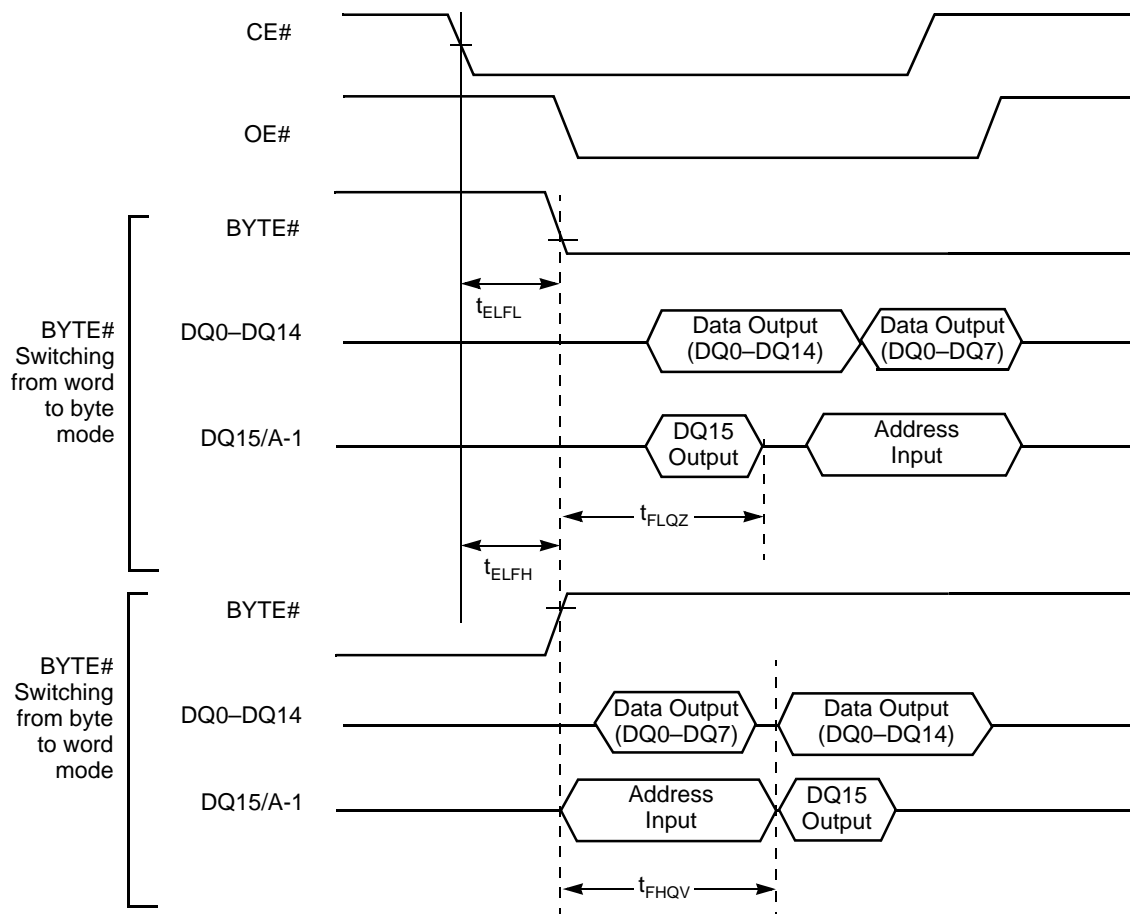 CE#
OE#
BYTE#
tELFL
BYTE#
Switching
from word
to byte
mode
DQ0–DQ14
Data Output
(DQ0–DQ14)
Data Output
(DQ0–DQ7)
DQ15/A-1
DQ15
Output
Address
Input
tFLQZ
tELFH
BYTE#
BYTE#
Switching
from byte
to word
mode
DQ0–DQ14
Data Output
(DQ0–DQ7)
Data Output
(DQ0–DQ14)
DQ15/A-1
Address
Input
DQ15
Output
tFHQV